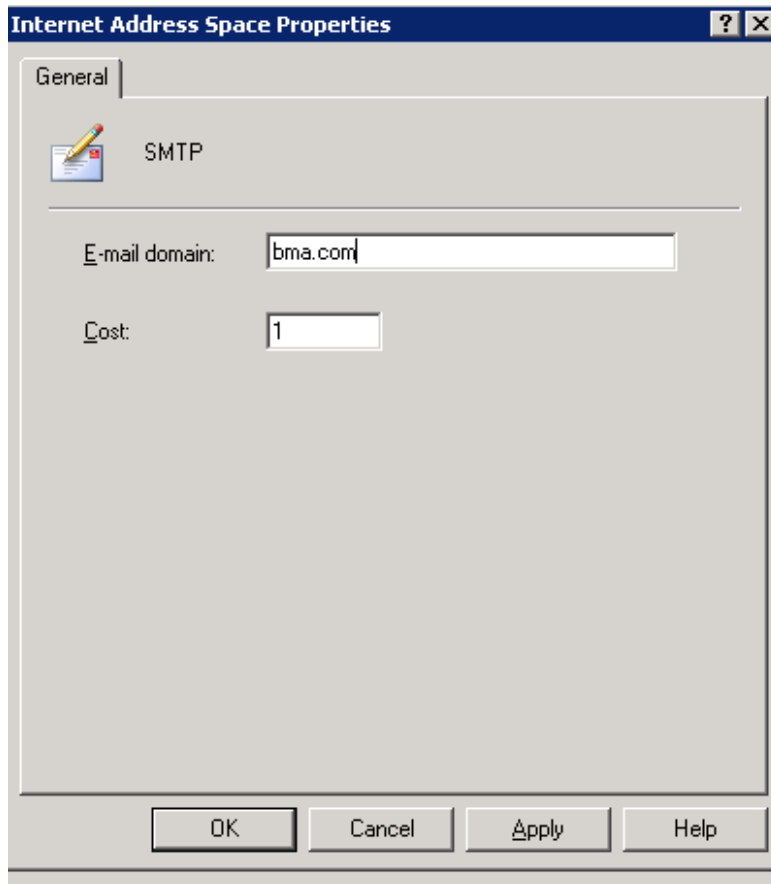 Internet Address Space Properties
General
SMTP
E-mail domain: bma.com
Cost: 1
OK Cancel Apply Help